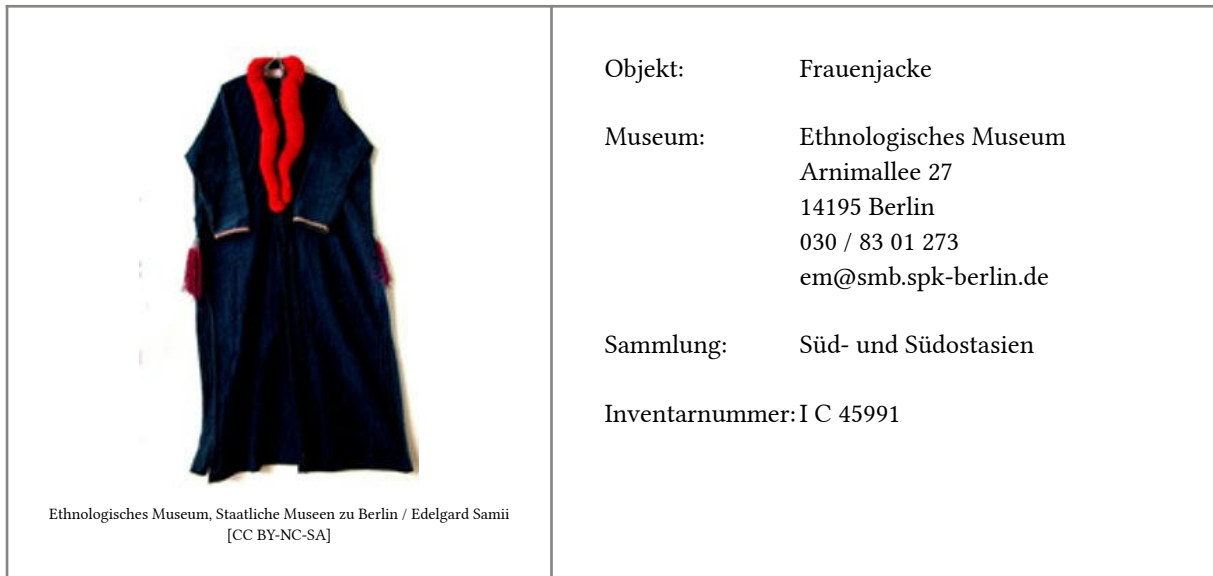 Ethnologisches Museum, Staatliche Museen zu Berlin / Edelgard Samii
[CC BY-NC-SA]
Objekt: Frauenjacke
Museum: Ethnologisches Museum
Arnimallee 27
14195 Berlin
030 / 83 01 273
em@smb.spk-berlin.de
Sammlung: Süd- und Südostasien
Inventarnummer: I C 45991